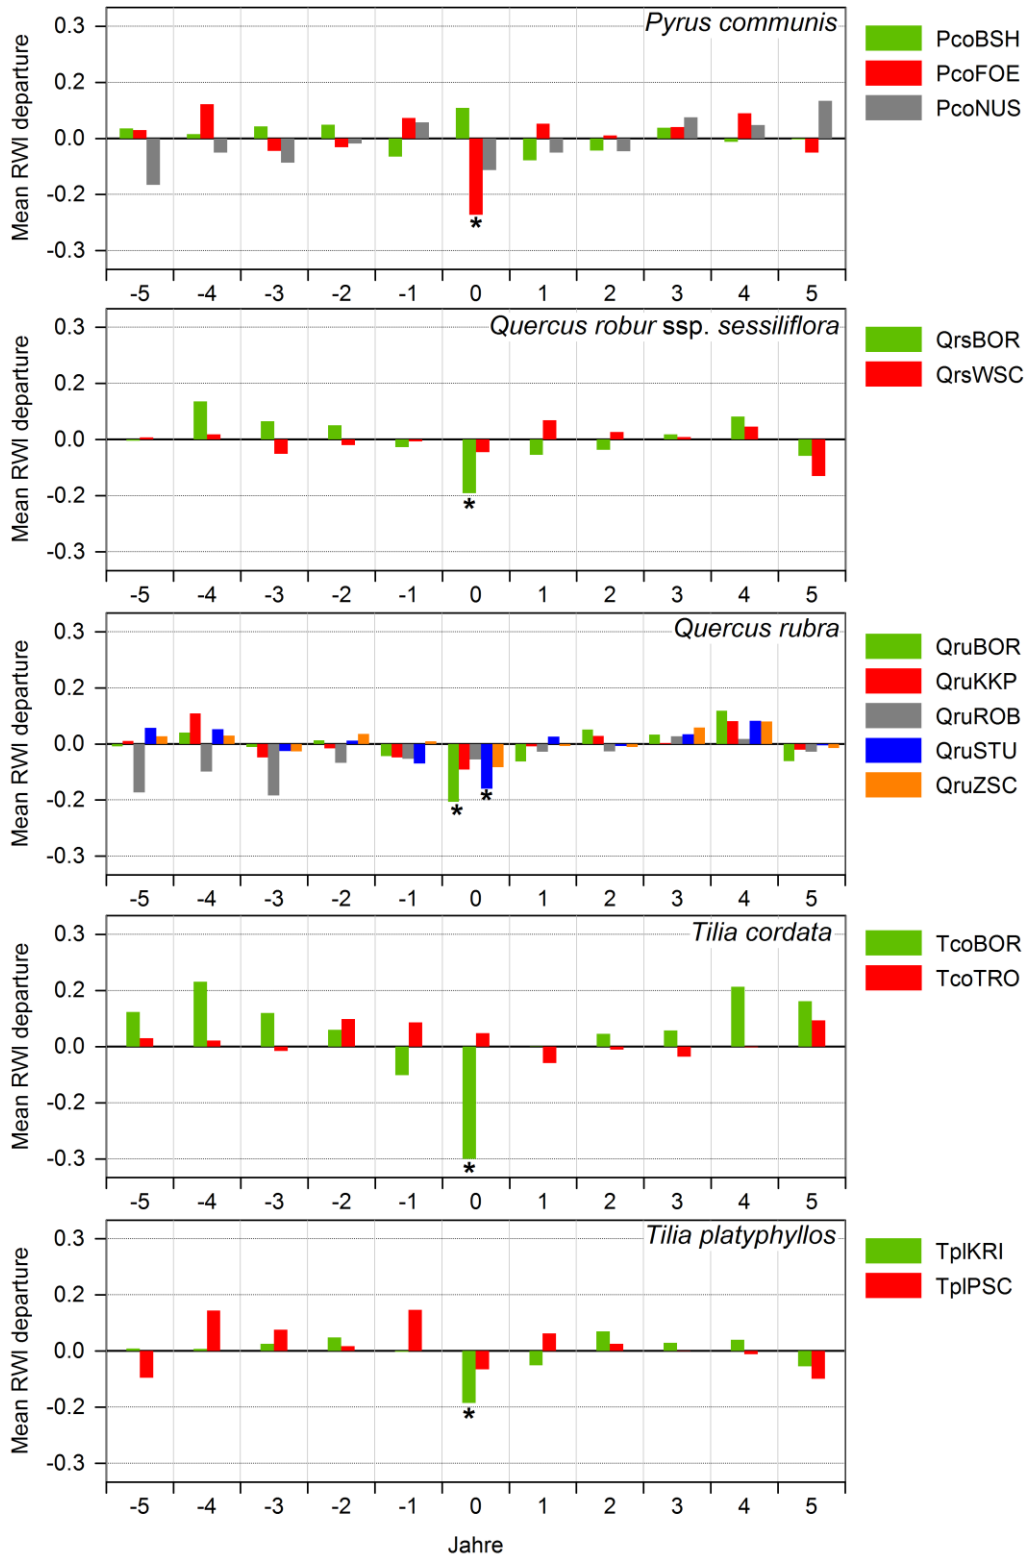 Pyrus communis
0.3
0.2
0.0
-0.2
-0.3
Mean RWI departure
*
-5 -4 -3 -2 -1 0 1 2 3 4 5
PcoBSH
PcoFOE
PcoNUS
Quercus robur ssp. sessiliflora
0.3
0.2
0.0
-0.2
-0.3
Mean RWI departure
*
-5 -4 -3 -2 -1 0 1 2 3 4 5
QrsBOR
QrsWSC
Quercus rubra
0.3
0.2
0.0
-0.2
-0.3
Mean RWI departure
* *
-5 -4 -3 -2 -1 0 1 2 3 4 5
QruBOR
QruKKP
QruROB
QruSTU
QruZSC
Tilia cordata
0.3
0.2
0.0
-0.2
-0.3
Mean RWI departure
*
-5 -4 -3 -2 -1 0 1 2 3 4 5
TcoBOR
TcoTRO
Tilia platyphyllos
0.3
0.2
0.0
-0.2
-0.3
Mean RWI departure
*
-5 -4 -3 -2 -1 0 1 2 3 4 5
TplKRI
TplPSC
Jahre